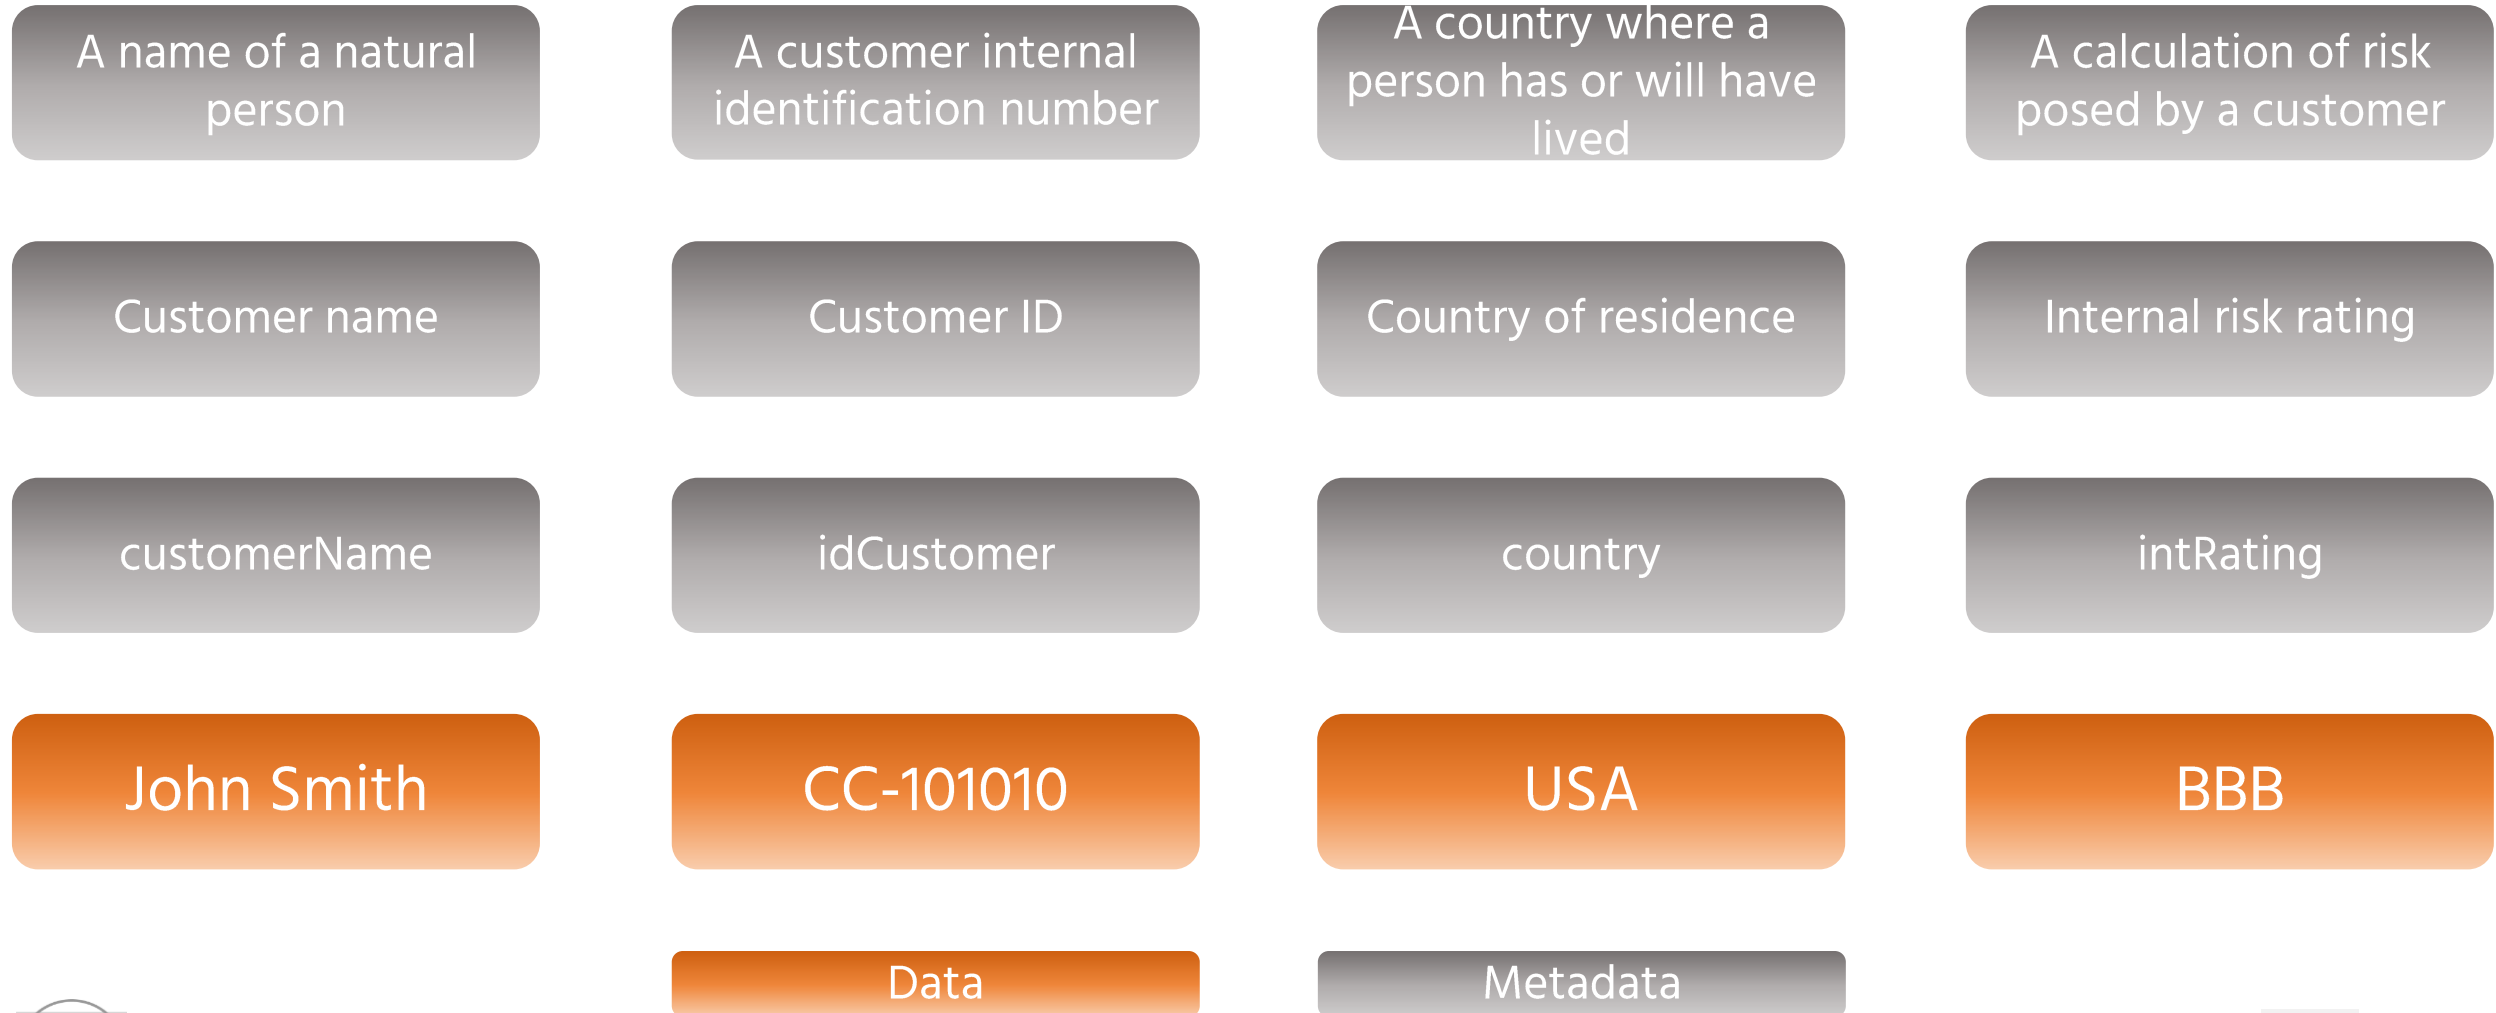 A name of a natural
person
A customer internal
identification number
A country where a
person has or will have
lived
A calculation of risk
posed by a customer
Customer name
Customer ID
Country of residence
Internal risk rating
customerName
idCustomer
country
intRating
John Smith
CC-101010
USA
BBB
Data
Metadata